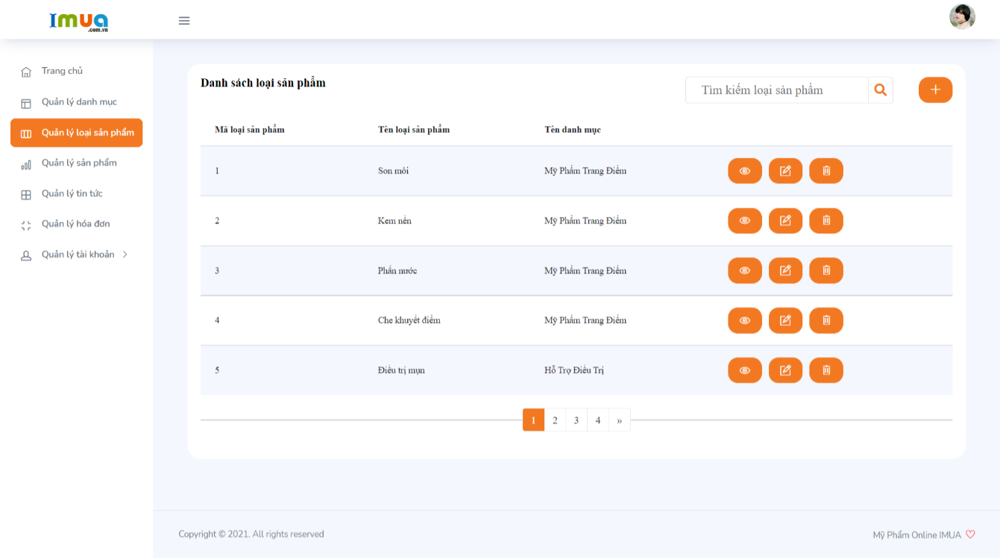 Imua
.com.vn
Trang chủ
Quản lý danh mục
Quản lý loại sản phẩm
Quản lý sản phẩm
Quản lý tin tức
Quản lý hóa đơn
Quản lý tài khoản
Danh sách loại sản phẩm
Tìm kiếm loại sản phẩm
Mã loại sản phẩm Tên loại sản phẩm Tên danh mục
1 Son môi Mỹ Phẩm Trang Điểm
2 Kem nền Mỹ Phẩm Trang Điểm
3 Phấn nước Mỹ Phẩm Trang Điểm
4 Che khuyết điểm Mỹ Phẩm Trang Điểm
5 Điều trị mụn Hỗ Trợ Điều Trị
1 2 3 4 »
Copyright © 2021. All rights reserved
Mỹ Phẩm Online IMUA